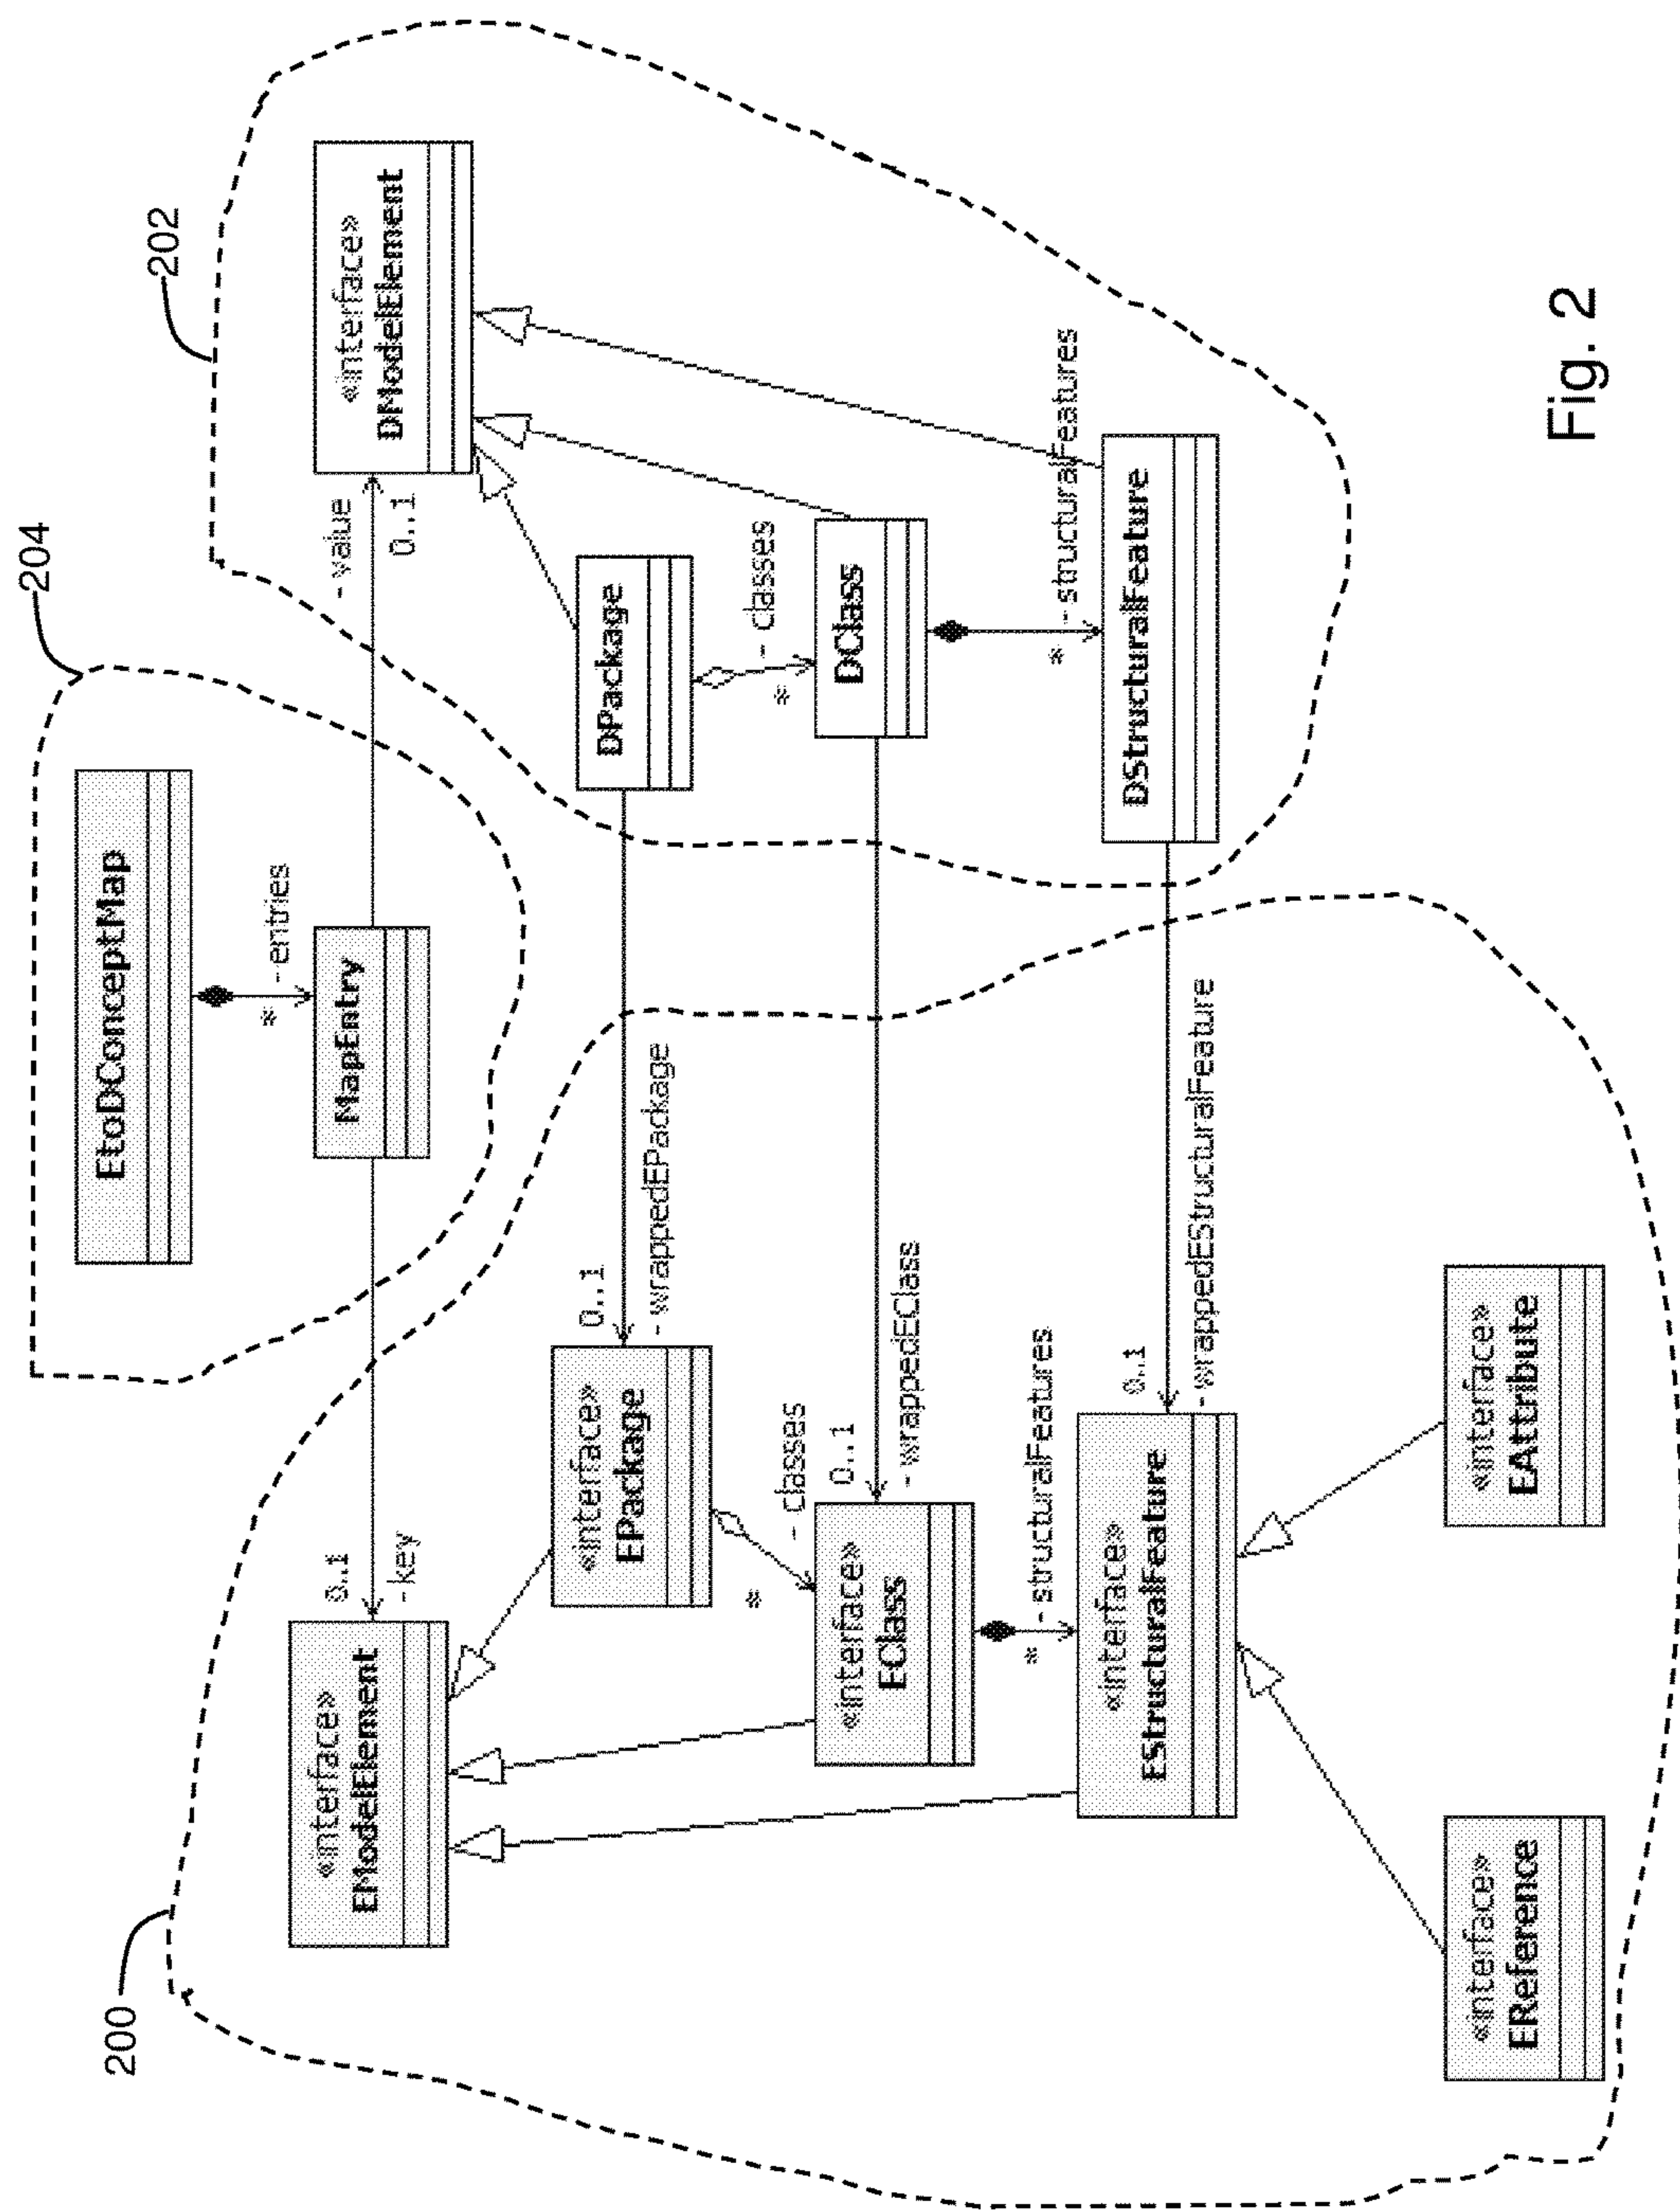 204
EtoDConceptMap
* - entries
MapEntry
202
200
«interface»
EModelElement
0..1
- key
- value
0..1
«interface»
DModelElement
«interface»
EPackage
0..1
- wrappedEPackage
DPackage
- classes
*
- classes
*
«interface»
EClass
0..1
- wrappedEClass
DClass
* - structuralFeatures
* - structuralFeatures
«interface»
EStructuralFeature
0..1
- wrappedEStructuralFeature
DStructuralFeature
«interface»
EReference
«interface»
EAttribute
Fig. 2